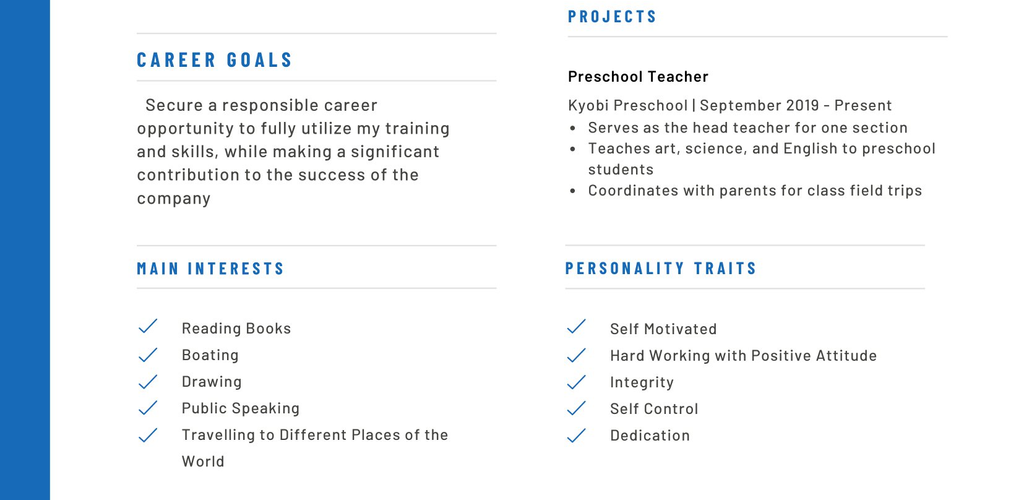 CAREER GOALS
Secure a responsible career
opportunity to fully utilize my training
and skills, while making a significant
contribution to the success of the
company
MAIN INTERESTS
Reading Books
Boating
Drawing
Public Speaking
Travelling to Different Places of the
World
PROJECTS
Preschool Teacher
Kyobi Preschool | September 2019 - Present
• Serves as the head teacher for one section
• Teaches art, science, and English to preschool
students
• Coordinates with parents for class field trips
PERSONALITY TRAITS
Self Motivated
Hard Working with Positive Attitude
Integrity
Self Control
Dedication